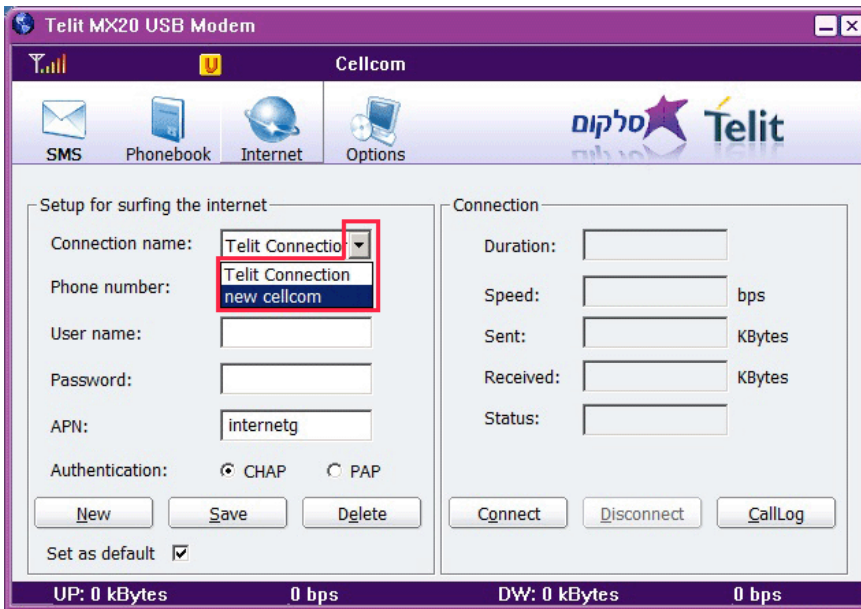 Telit MX20 USB Modem
U Cellcom
SMS Phonebook Internet Options
סלקום Telit
Setup for surfing the internet
Connection name: Telit Connection
Telit Connection
new cellcom
Phone number:
User name:
Password:
APN: internetg
Authentication: CHAP PAP
New Save Delete
Set as default
Connection
Duration:
Speed: bps
Sent: KBytes
Received: KBytes
Status:
Connect Disconnect CallLog
UP: 0 kBytes 0 bps DW: 0 kBytes 0 bps